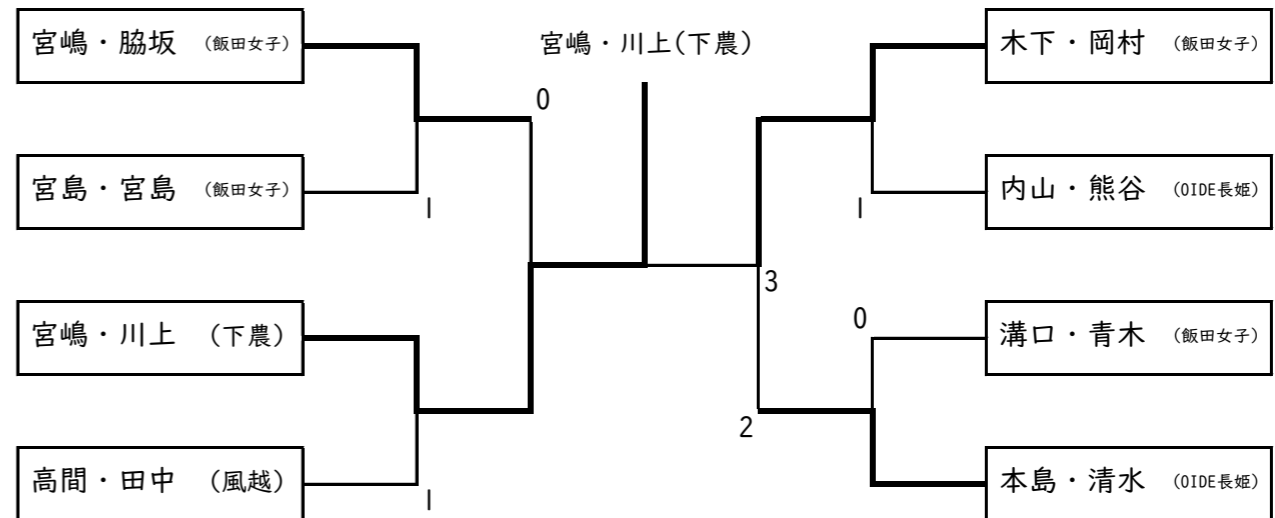 宮嶋・脇坂 (飯田女子)
宮嶋・川上(下農)
木下・岡村 (飯田女子)
0
宮島・宮島 (飯田女子)
1
内山・熊谷 (OIDE長姫)
1
3
宮嶋・川上 (下農)
0
溝口・青木 (飯田女子)
2
高間・田中 (風越)
1
本島・清水 (OIDE長姫)